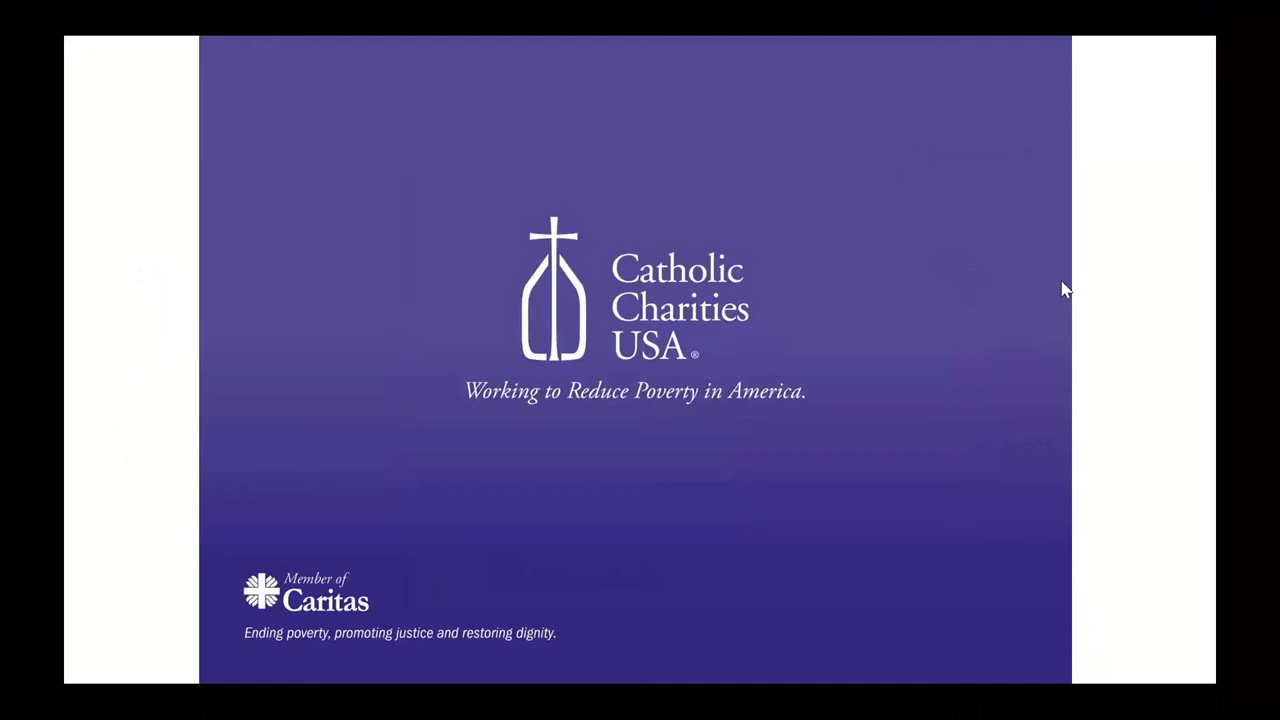 Catholic
Charities
USA®
Working to Reduce Poverty in America.
Member of
Caritas
Ending poverty, promoting justice and restoring dignity.